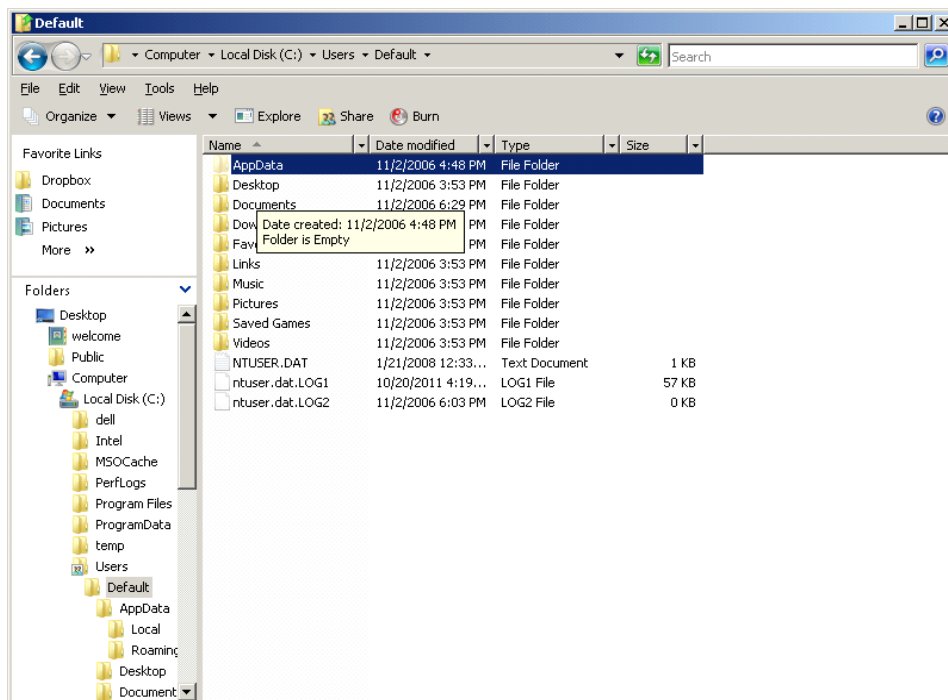 Default
Computer Local Disk (C:) Users Default Search
File Edit View Tools Help
Organize Views Explore Share Burn
Favorite Links
Dropbox
Documents
Pictures
More »
Folders
Desktop
welcome
Public
Computer
Local Disk (C:)
dell
Intel
MSOCache
PerfLogs
Program Files
ProgramData
temp
Users
Default
AppData
Local
Roaming
Desktop
Document
Name Date modified Type Size
AppData 11/2/2006 4:48 PM File Folder
Desktop 11/2/2006 3:53 PM File Folder
Documents 11/2/2006 6:29 PM File Folder
Dow PM File Folder
Date created: 11/2/2006 4:48 PM
Folder is Empty
Fav PM File Folder
Links 11/2/2006 3:53 PM File Folder
Music 11/2/2006 3:53 PM File Folder
Pictures 11/2/2006 3:53 PM File Folder
Saved Games 11/2/2006 3:53 PM File Folder
Videos 11/2/2006 3:53 PM File Folder
NTUSER.DAT 1/21/2008 12:33... Text Document 1 KB
ntuser.dat.LOG1 10/20/2011 4:19... LOG1 File 57 KB
ntuser.dat.LOG2 11/2/2006 6:03 PM LOG2 File 0 KB